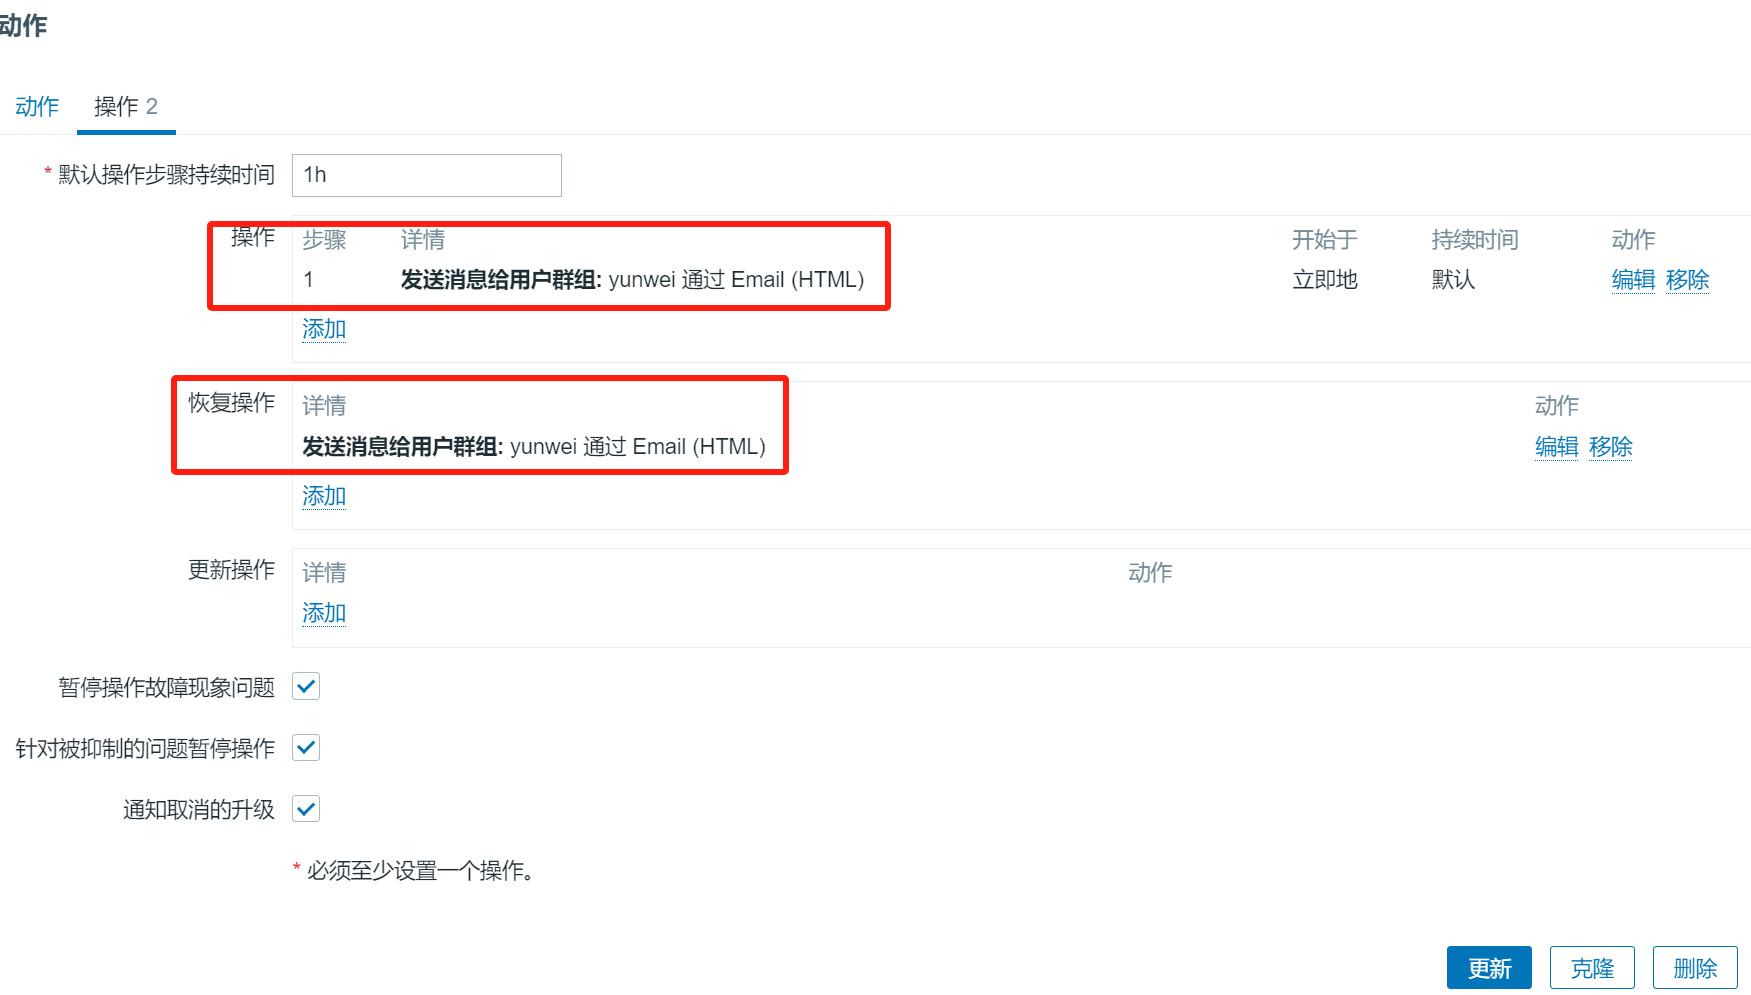 动作
动作 操作 2
* 默认操作步骤持续时间 1h
操作 步骤 详情 开始于 持续时间 动作
1 发送消息给用户群组: yunwei 通过 Email (HTML) 立即地 默认 编辑 移除
添加
恢复操作 详情 动作
发送消息给用户群组: yunwei 通过 Email (HTML) 编辑 移除
添加
更新操作 详情 动作
添加
暂停操作故障现象问题
针对被抑制的问题暂停操作
通知取消的升级
* 必须至少设置一个操作。
更新 克隆 删除